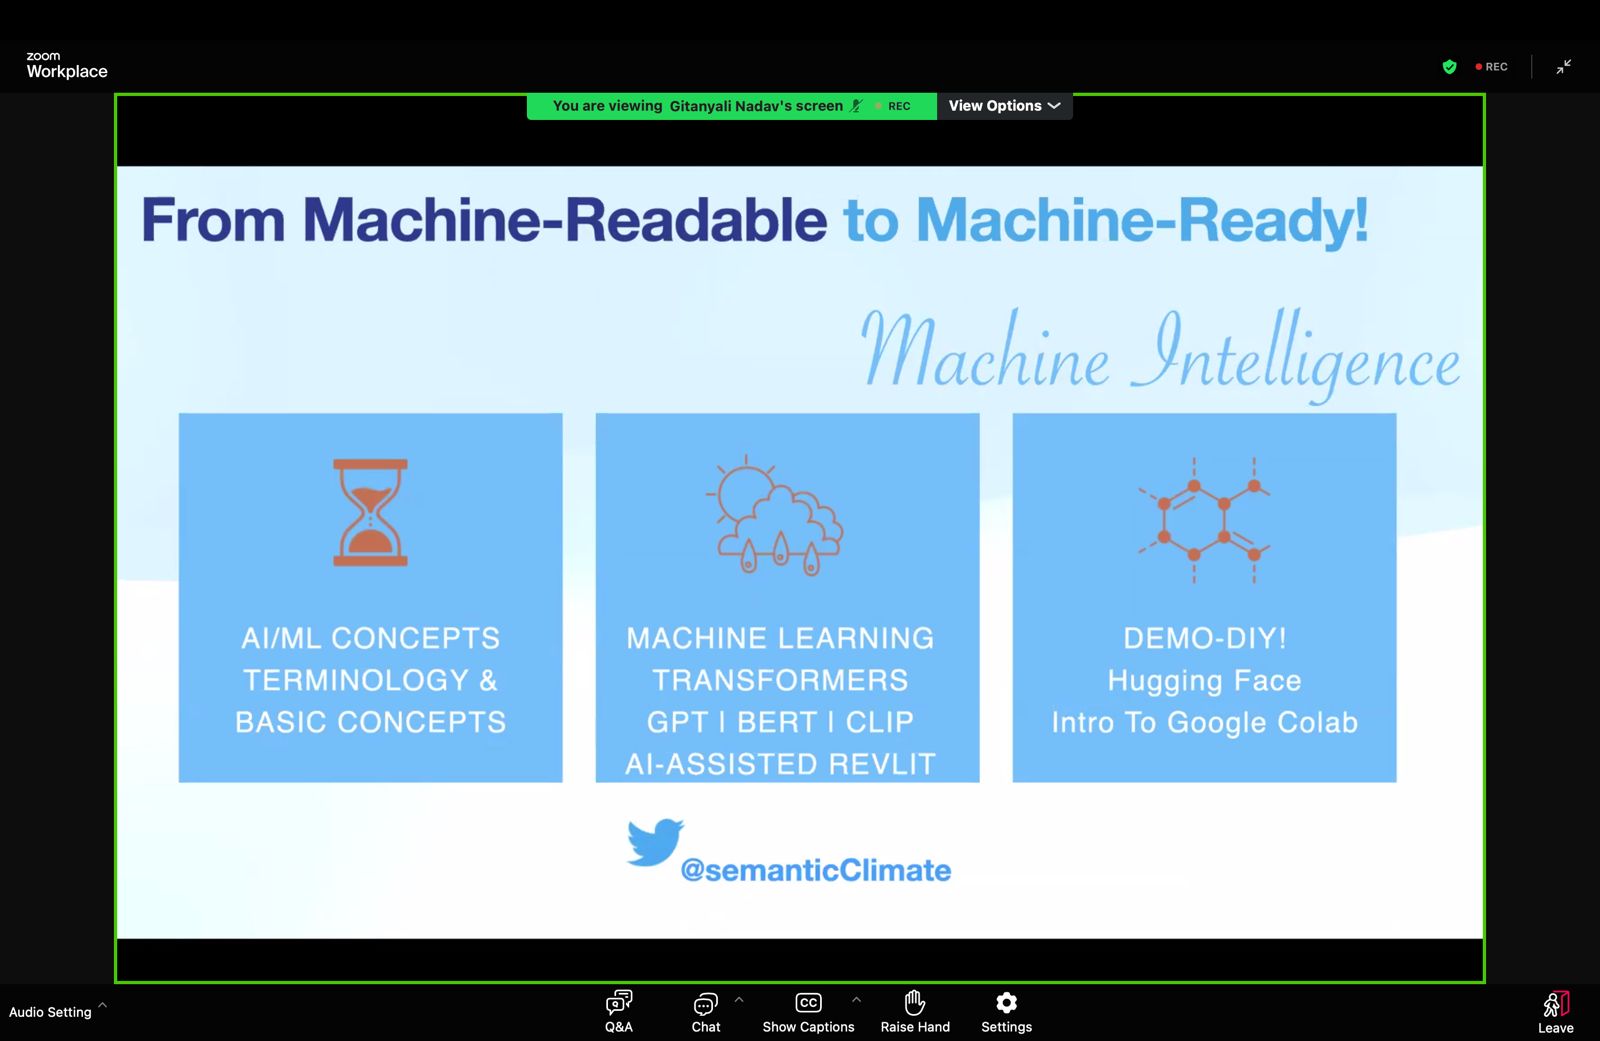 zoom
Workplace
REC
You are viewing Gitanyali Nadav's screen REC View Options
From Machine-Readable to Machine-Ready!
Machine Intelligence
AI/ML CONCEPTS
TERMINOLOGY &
BASIC CONCEPTS
MACHINE LEARNING
TRANSFORMERS
GPT | BERT | CLIP
AI-ASSISTED REVLIT
DEMO-DIY!
Hugging Face
Intro To Google Colab
@semanticClimate
Audio Setting
Q&A
Chat
CC
Show Captions
Raise Hand
Settings
Leave